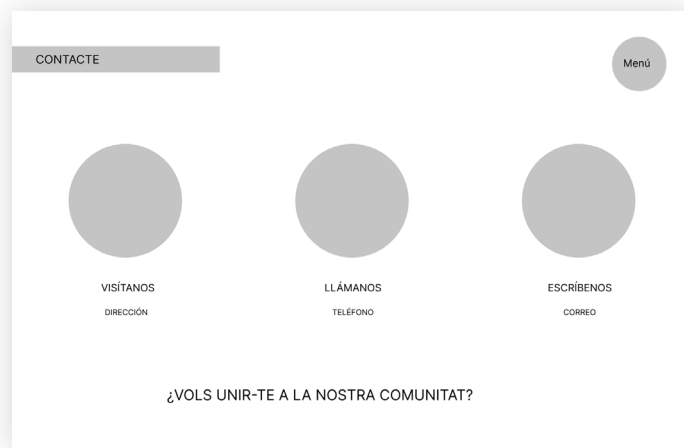 CONTACTE
Menú
VISÍTANOS
LLÁMANOS
ESCRÍBENOS
DIRECCIÓN
TELÉFONO
CORREO
¿VOLS UNIR-TE A LA NOSTRA COMUNITAT?